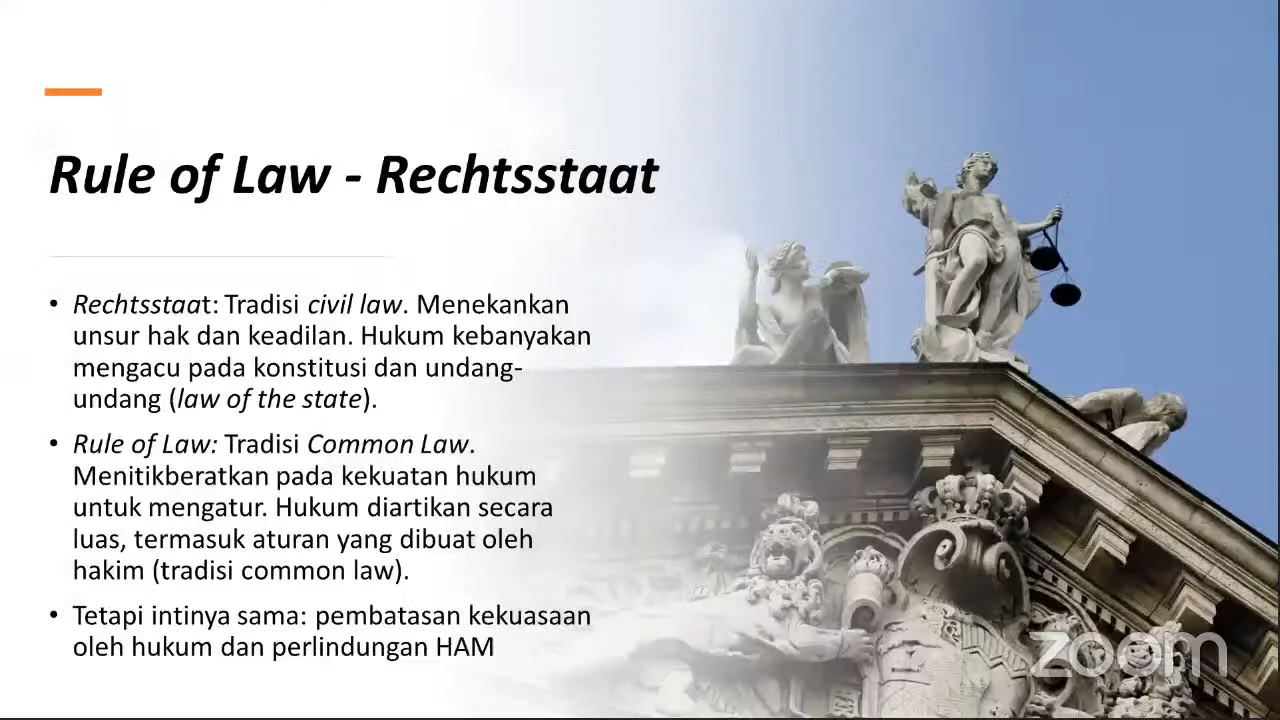 Rule of Law - Rechtsstaat
• Rechtsstaat: Tradisi civil law. Menekankan
unsur hak dan keadilan. Hukum kebanyakan
mengacu pada konstitusi dan undang-
undang (law of the state).
• Rule of Law: Tradisi Common Law.
Menitikberatkan pada kekuatan hukum
untuk mengatur. Hukum diartikan secara
luas, termasuk aturan yang dibuat oleh
hakim (tradisi common law).
• Tetapi intinya sama: pembatasan kekuasaan
oleh hukum dan perlindungan HAM
zoom